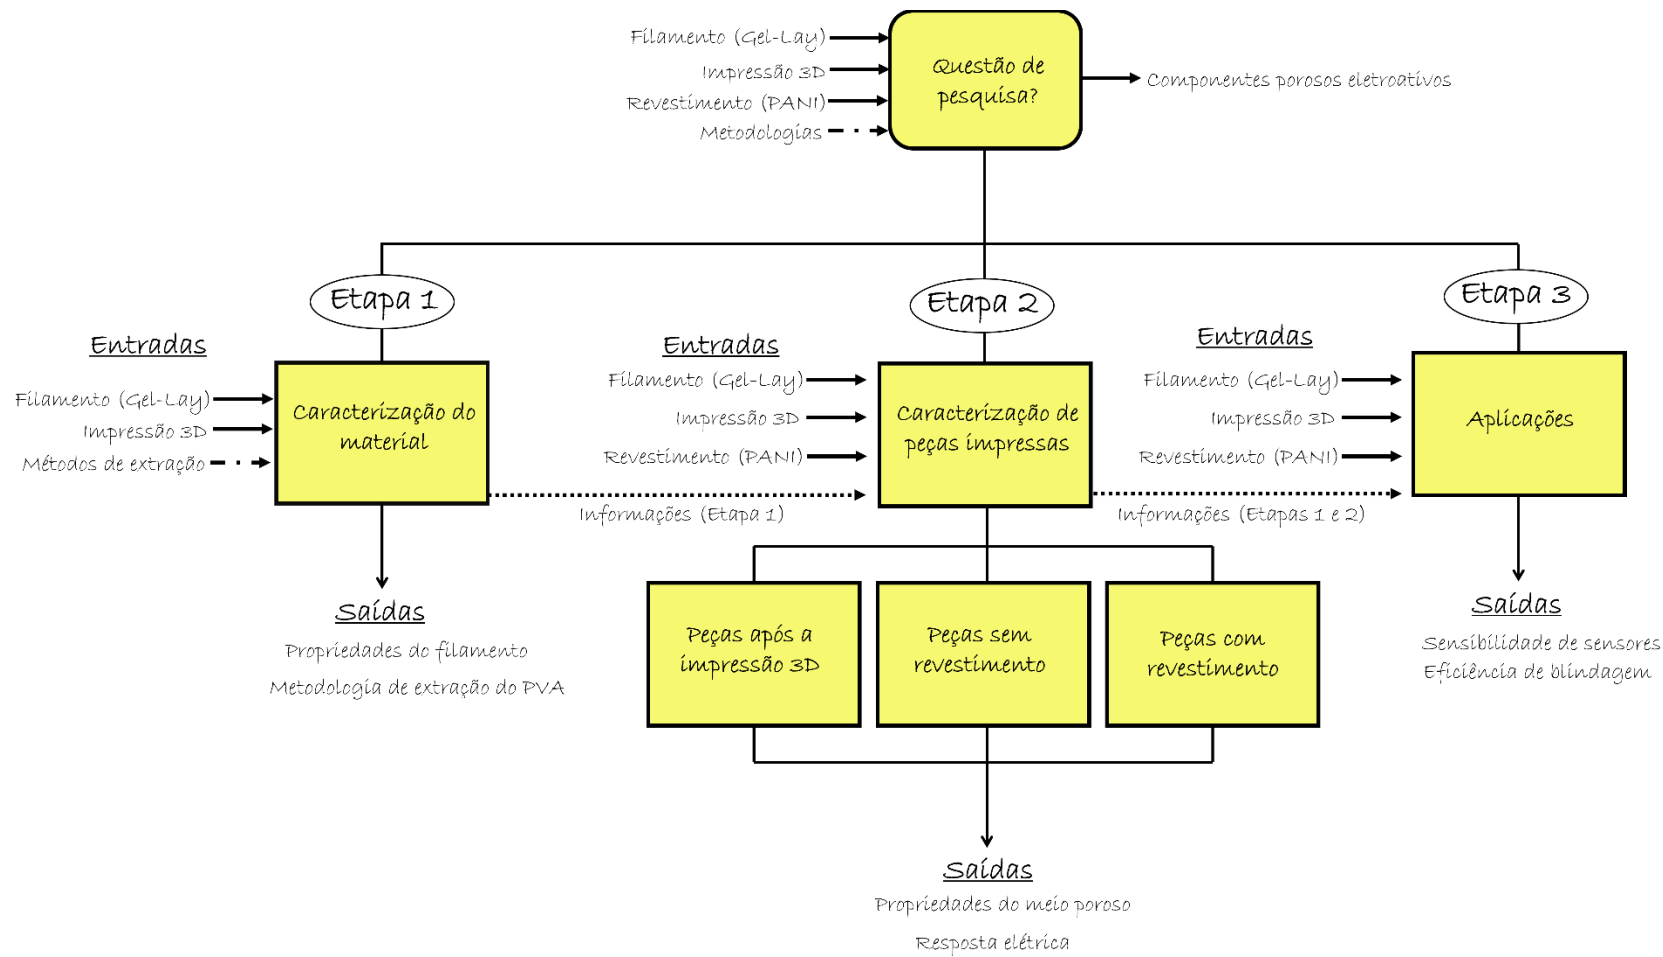 Filamento (Gel-Lay)
Impressão 3D
Revestimento (PANI)
Metodologias
Questão de
pesquisa?
Componentes porosos eletroativos
Etapa 1
Entradas
Filamento (Gel-Lay)
Impressão 3D
Métodos de extração
Caracterização do
material
Informações (Etapa 1)
Saídas
Propriedades do filamento
Metodologia de extração do PVA
Etapa 2
Entradas
Filamento (Gel-Lay)
Impressão 3D
Revestimento (PANI)
Caracterização de
peças impressas
Informações (Etapas 1 e 2)
Peças após a
impressão 3D
Peças sem
revestimento
Peças com
revestimento
Saídas
Propriedades do meio poroso
Resposta elétrica
Etapa 3
Entradas
Filamento (Gel-Lay)
Impressão 3D
Revestimento (PANI)
Aplicações
Saídas
Sensibilidade de sensores
Eficiência de blindagem